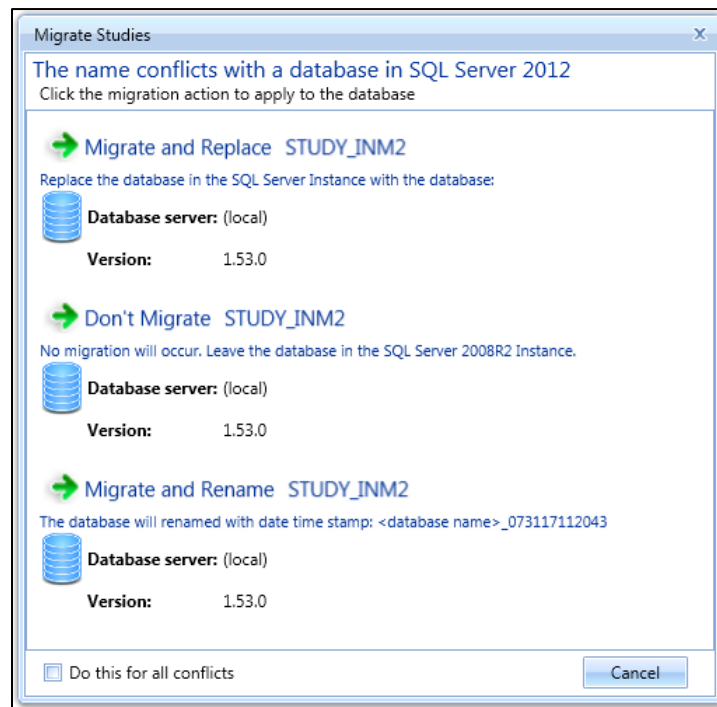 Migrate Studies
x
The name conflicts with a database in SQL Server 2012
Click the migration action to apply to the database
Migrate and Replace STUDY_INM2
Replace the database in the SQL Server Instance with the database:
Database server: (local)
Version: 1.53.0
Don't Migrate STUDY_INM2
No migration will occur. Leave the database in the SQL Server 2008R2 Instance.
Database server: (local)
Version: 1.53.0
Migrate and Rename STUDY_INM2
The database will renamed with date time stamp: <database name>_073117112043
Database server: (local)
Version: 1.53.0
Do this for all conflicts
Cancel